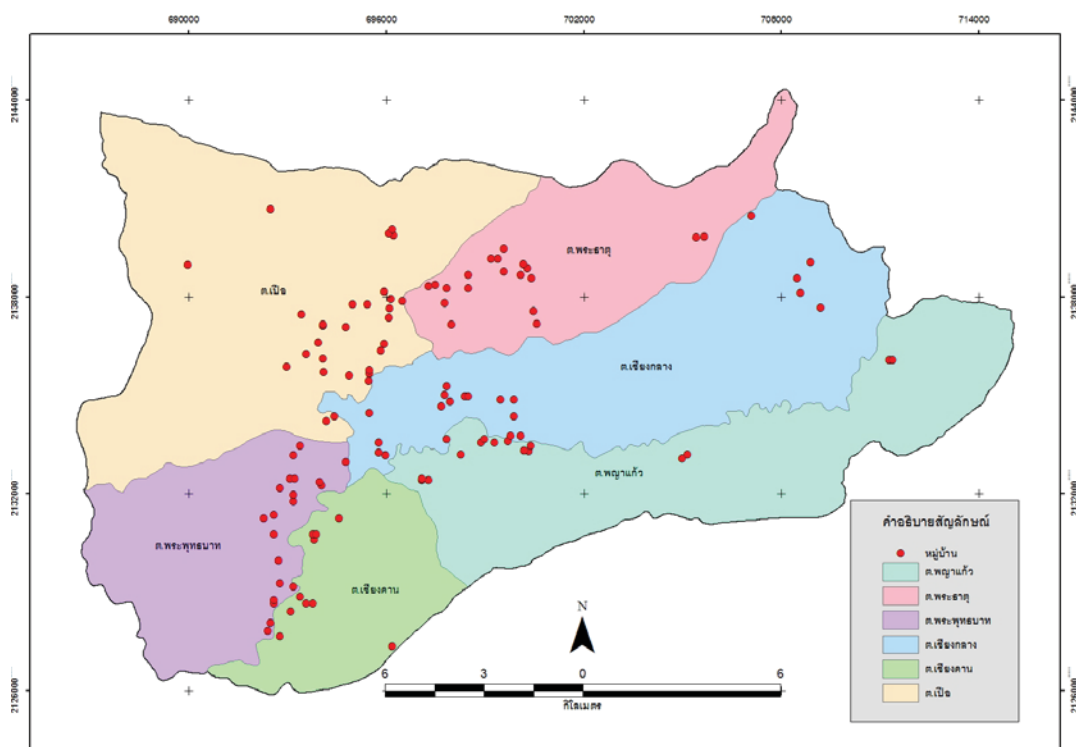 690000
696000
702000
708000
714000
2144000
2144000
ต.พระธาตุ
ต.เปือ
2138000
2138000
ต.เชียงกลาง
ต.พญาแก้ว
2132000
2132000
ต.พระพุทธบาท
ต.เชียงคาน
N
6
3
0
6
กิโลเมตร
2126000
2126000
คำอธิบายสัญลักษณ์
หมู่บ้าน
ต.พญาแก้ว
ต.พระธาตุ
ต.พระพุทธบาท
ต.เชียงกลาง
ต.เชียงคาน
ต.เปือ